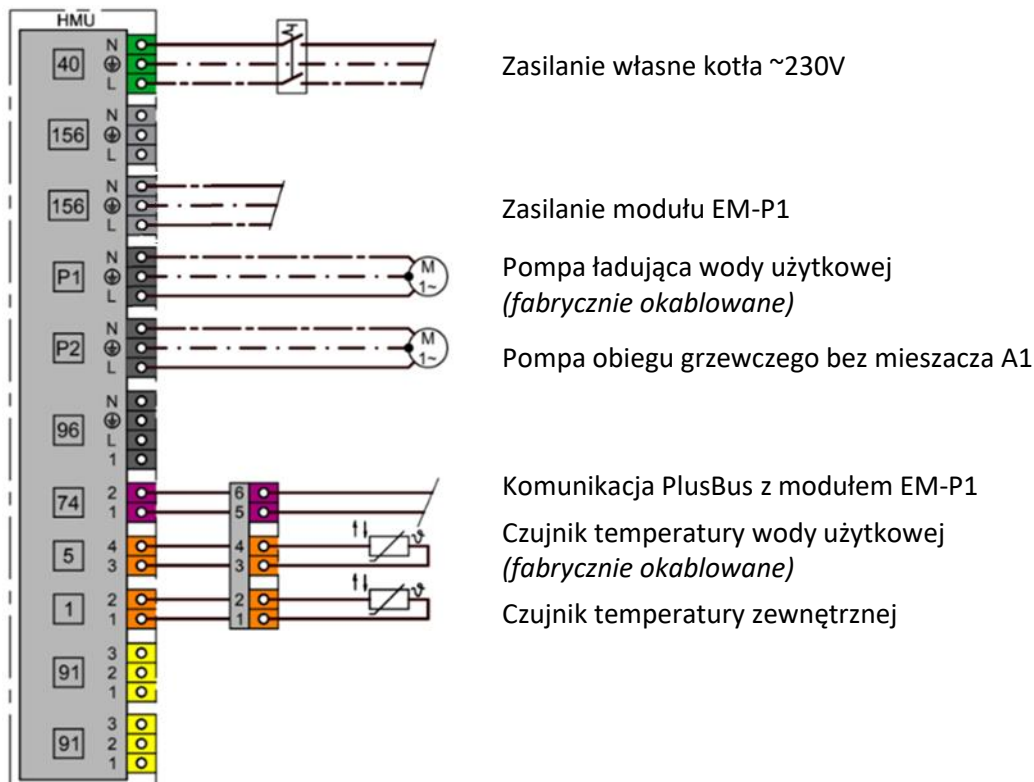 HMU
40 N L Zasilanie własne kotła ~230V
156 N L
156 N L Zasilanie modułu EM-P1
P1 N L M 1~ Pompa ładująca wody użytkowej
(fabrycznie okablowane)
P2 N L M 1~ Pompa obiegu grzewczego bez mieszacza A1
96 N L 1
74 2 1 6 5 Komunikacja PlusBus z modułem EM-P1
5 4 3 4 3 ϑ Czujnik temperatury wody użytkowej
(fabrycznie okablowane)
1 2 1 2 1 ϑ Czujnik temperatury zewnętrznej
91 3 2 1
91 3 2 1